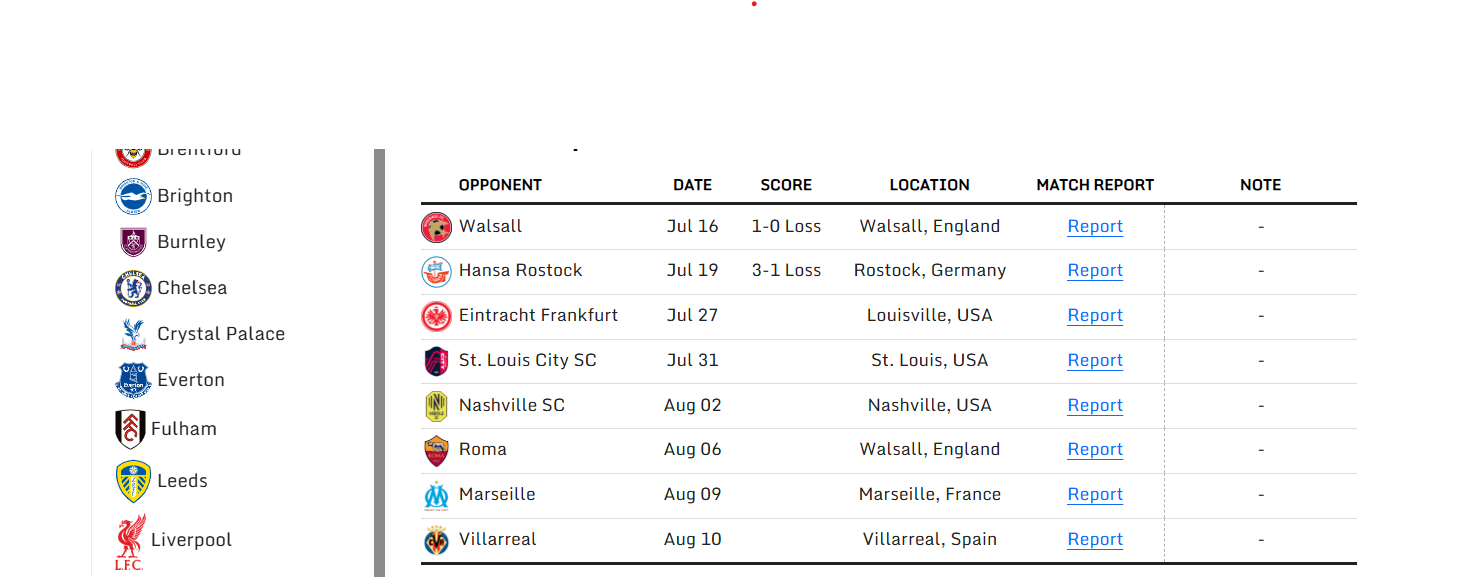 Brentford
Brighton
Burnley
Chelsea
Crystal Palace
Everton
Fulham
Leeds
Liverpool
L.F.C.
OPPONENT DATE SCORE LOCATION MATCH REPORT NOTE
Walsall Jul 16 1-0 Loss Walsall, England Report -
Hansa Rostock Jul 19 3-1 Loss Rostock, Germany Report -
Eintracht Frankfurt Jul 27 Louisville, USA Report -
St. Louis City SC Jul 31 St. Louis, USA Report -
Nashville SC Aug 02 Nashville, USA Report -
Roma Aug 06 Walsall, England Report -
Marseille Aug 09 Marseille, France Report -
Villarreal Aug 10 Villarreal, Spain Report -